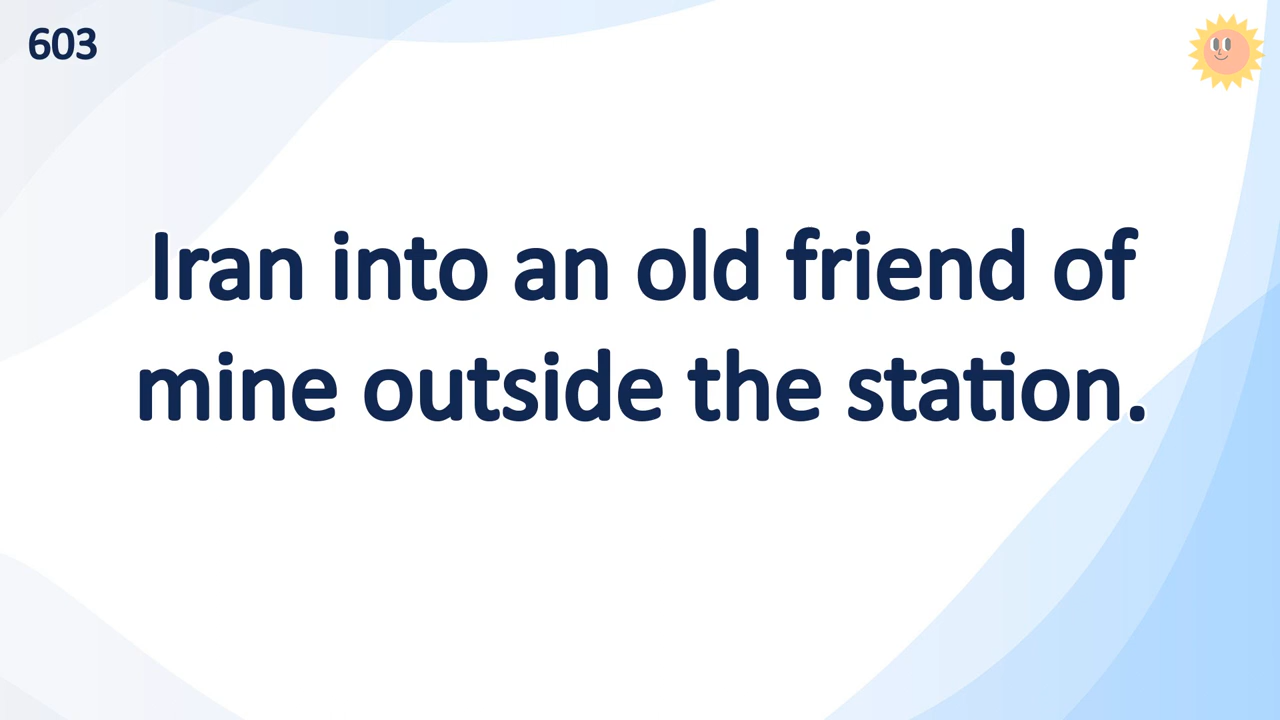 603
Iran into an old friend of
mine outside the station.